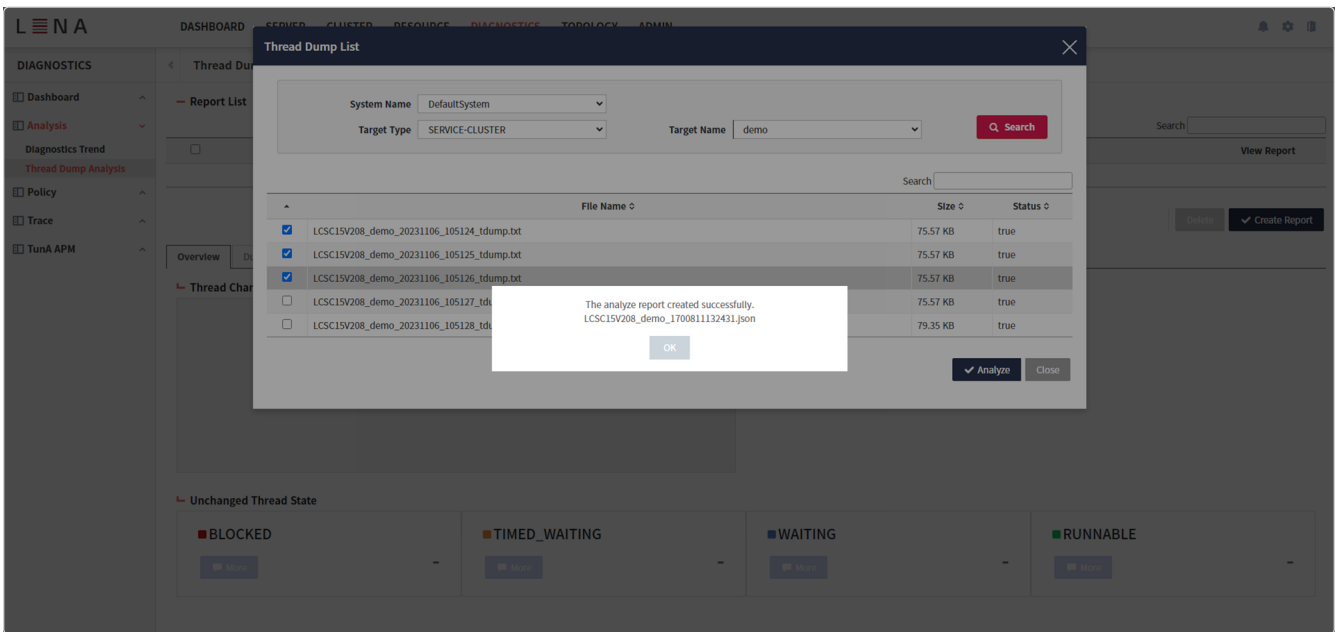 LENA
DASHBOARD SERVER CLUSTER RESOURCE DIAGNOSTICS TOPOLOGY ADMIN
DIAGNOSTICS
Dashboard
Analysis
Diagnostics Trend
Thread Dump Analysis
Policy
Trace
TunA APM
Thread Du
Report List
Search
View Report
Delete
Create Report
Overview Du
Thread Char
Thread Dump List
System Name DefaultSystem
Target Type SERVICE-CLUSTER Target Name demo Search
Search
File Name Size Status
LCSC15V208_demo_20231106_105124_tdump.txt 75.57 KB true
LCSC15V208_demo_20231106_105125_tdump.txt 75.57 KB true
LCSC15V208_demo_20231106_105126_tdump.txt 75.57 KB true
LCSC15V208_demo_20231106_105127_tdu 75.57 KB true
LCSC15V208_demo_20231106_105128_tdu 79.35 KB true
The analyze report created successfully.
LCSC15V208_demo_1700811132431.json
OK
Analyze Close
Unchanged Thread State
BLOCKED TIMED_WAITING WAITING RUNNABLE
More - More - More - More -